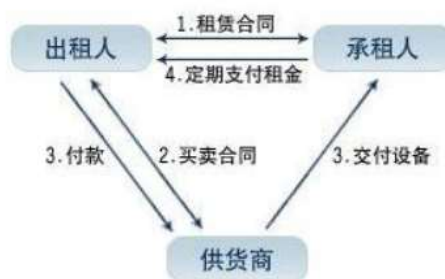 1.租赁合同
出租人
承租人
4.定期支付租金
3.付款
2.买卖合同
3.交付设备
供货商